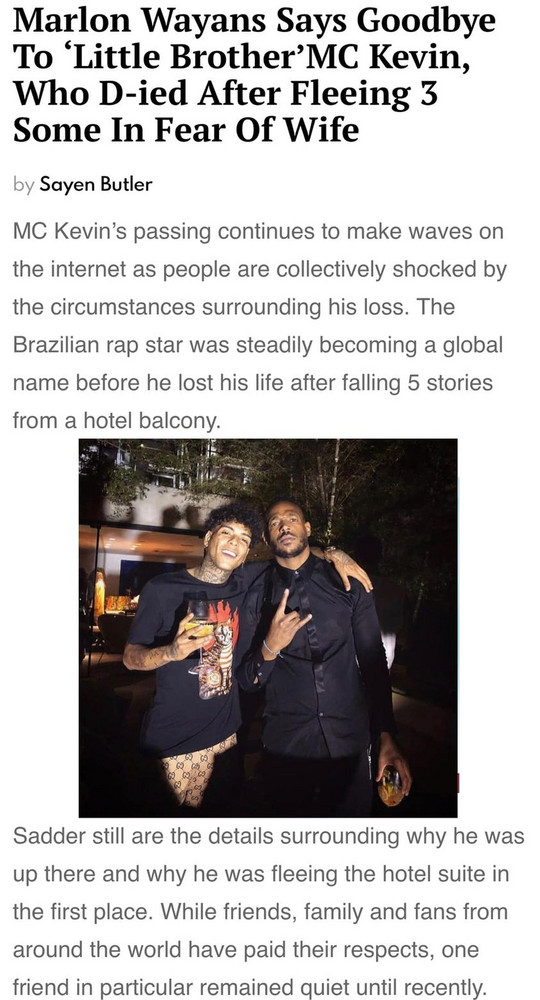 Marlon Wayans Says Goodbye
To ‘Little Brother’MC Kevin,
Who D-ied After Fleeing 3
Some In Fear Of Wife
by Sayen Butler
MC Kevin’s passing continues to make waves on
the internet as people are collectively shocked by
the circumstances surrounding his loss. The
Brazilian rap star was steadily becoming a global
name before he lost his life after falling 5 stories
from a hotel balcony.
Sadder still are the details surrounding why he was
up there and why he was fleeing the hotel suite in
the first place. While friends, family and fans from
around the world have paid their respects, one
friend in particular remained quiet until recently.